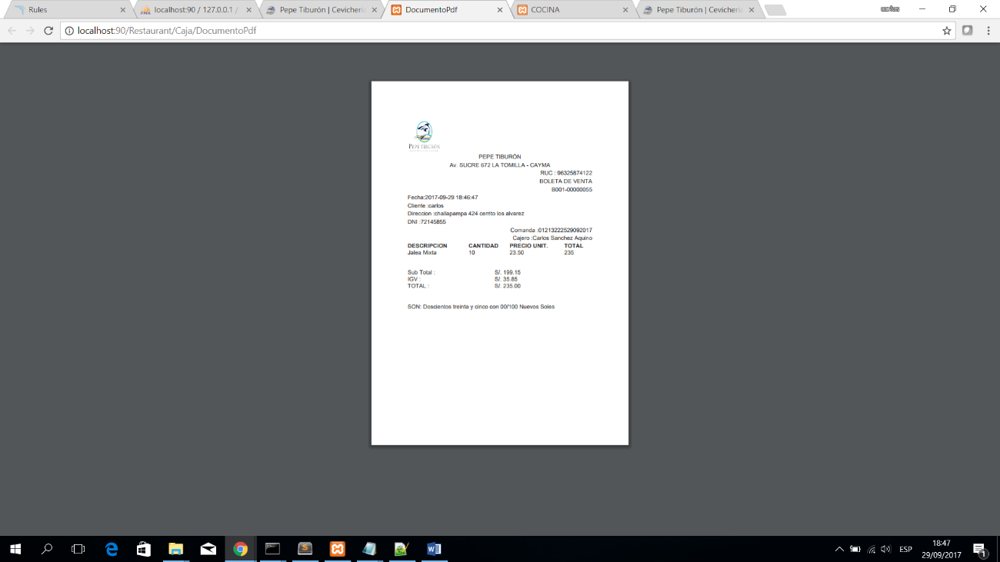 Rules
localhost:90 / 127.0.0.1 /
Pepe Tiburón | Cevicheria
DocumentoPdf
COCINA
Pepe Tiburón | Cevicheria
carlos
localhost:90/Restaurant/Caja/DocumentoPdf
PEPE TIBURÓN
PEPE TIBURÓN
Av. SUCRE 672 LA TOMILLA - CAYMA
RUC : 96325874122
BOLETA DE VENTA
B001-00000055
Fecha:2017-09-29 18:46:47
Cliente :carlos
Direccion :challapampa 424 cerrito los alvarez
DNI :72145855
Comanda :01213222529092017
Cajero :Carlos Sanchez Aquino
DESCRIPCION CANTIDAD PRECIO UNIT. TOTAL
Jalea Mixta 10 23.50 235
Sub Total : S/. 199.15
IGV : S/. 35.85
TOTAL : S/. 235.00
SON: Doscientos treinta y cinco con 00/100 Nuevos Soles
ESP
18:47
29/09/2017
1